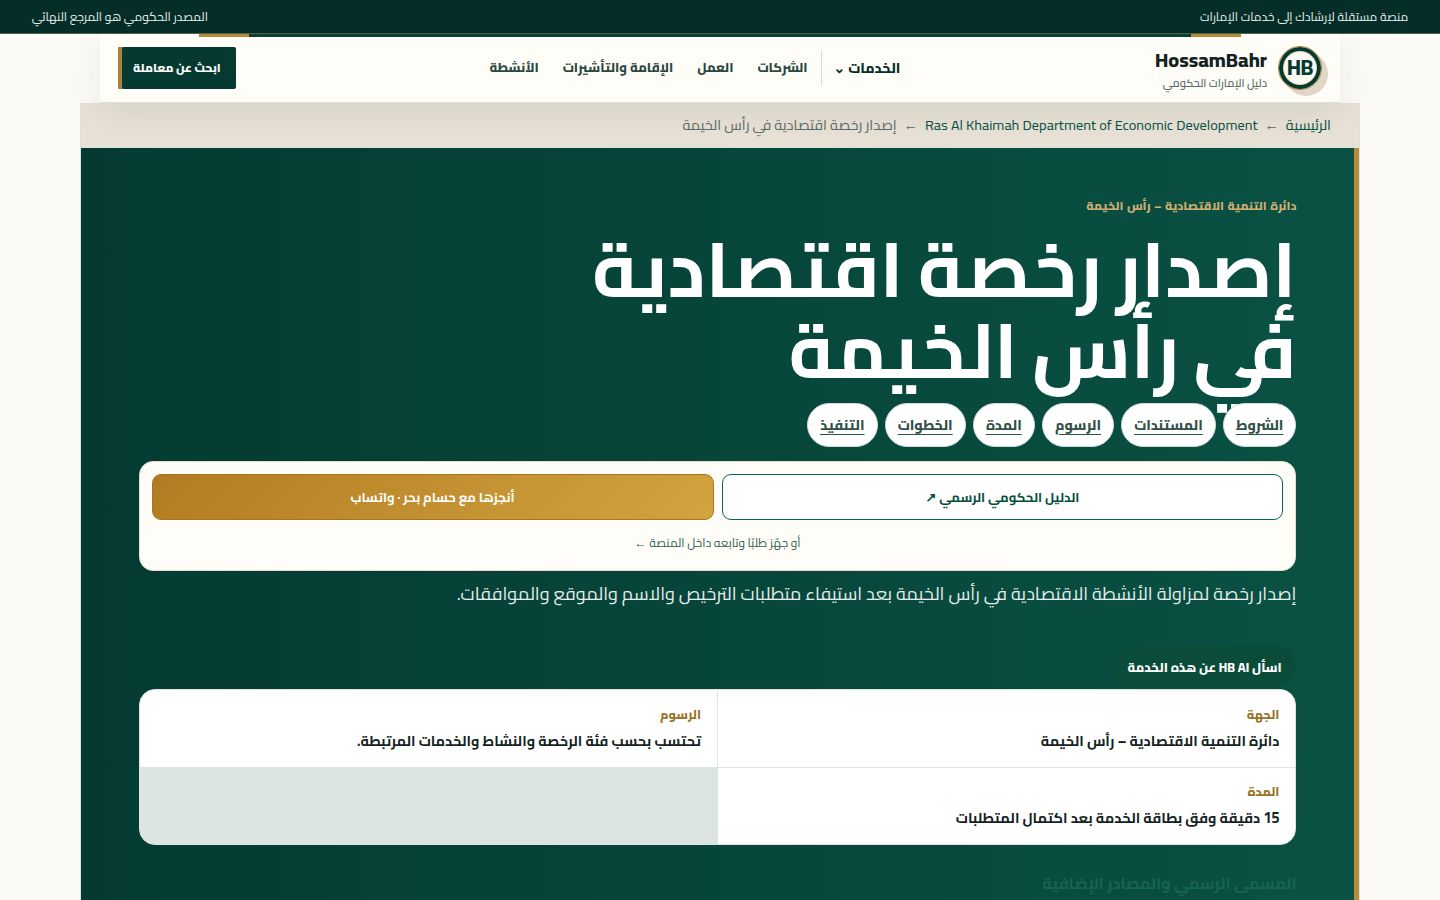 منصة مستقلة لإرشادك إلى خدمات الإمارات
المصدر الحكومي هو المرجع النهائي
HB
HossamBahr
دليل الإمارات الحكومي
الخدمات ⌄
الشركات
العمل
الإقامة والتأشيرات
الأنشطة
ابحث عن معاملة
الرئيسية ← Ras Al Khaimah Department of Economic Development ← إصدار رخصة اقتصادية في رأس الخيمة
دائرة التنمية الاقتصادية – رأس الخيمة
إصدار رخصة اقتصادية
في رأس الخيمة
الشروط
المستندات
الرسوم
المدة
الخطوات
التنفيذ
الدليل الحكومي الرسمي ↗
أنجزها مع حسام بحر · واتساب
أو جهّز طلبًا وتابعه داخل المنصة ←
إصدار رخصة لمزاولة الأنشطة الاقتصادية في رأس الخيمة بعد استيفاء متطلبات الترخيص والاسم والموقع والموافقات.
اسأل HB AI عن هذه الخدمة
الجهة
دائرة التنمية الاقتصادية – رأس الخيمة
الرسوم
تحتسب بحسب فئة الرخصة والنشاط والخدمات المرتبطة.
المدة
15 دقيقة وفق بطاقة الخدمة بعد اكتمال المتطلبات
المسمى الرسمي والمصادر الإضافية